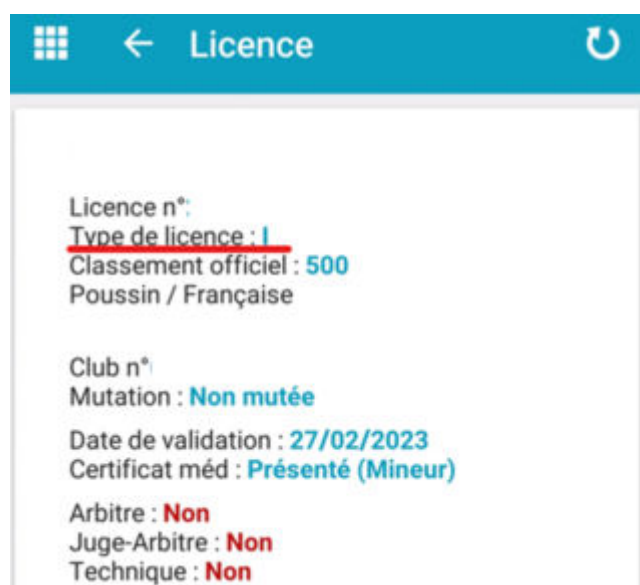 Licence
Licence n°:
Type de licence : I
Classement officiel : 500
Poussin / Française
Club n°
Mutation : Non mutée
Date de validation : 27/02/2023
Certificat méd : Présenté (Mineur)
Arbitre : Non
Juge-Arbitre : Non
Technique : Non